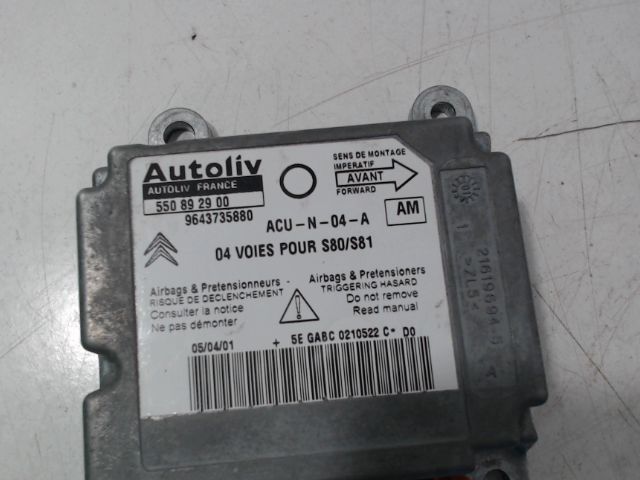 Autoliv
AUTOLIV FRANCE
550 89 29 00
9643735880
SENS DE MONTAGE
IMPERATIF
AVANT
FORWARD
ACU-N-04-A
AM
04 VOIES POUR S80/S81
Airbags & Pretensionneurs
RISQUE DE DECLENCHEMENT
Consulter la notice
Ne pas démonter
Airbags & Pretensioners
TRIGGERING HASARD
Do not remove
Read manual
05/04/01 + 5E GABC 0210522 C* D0
>ZL5<